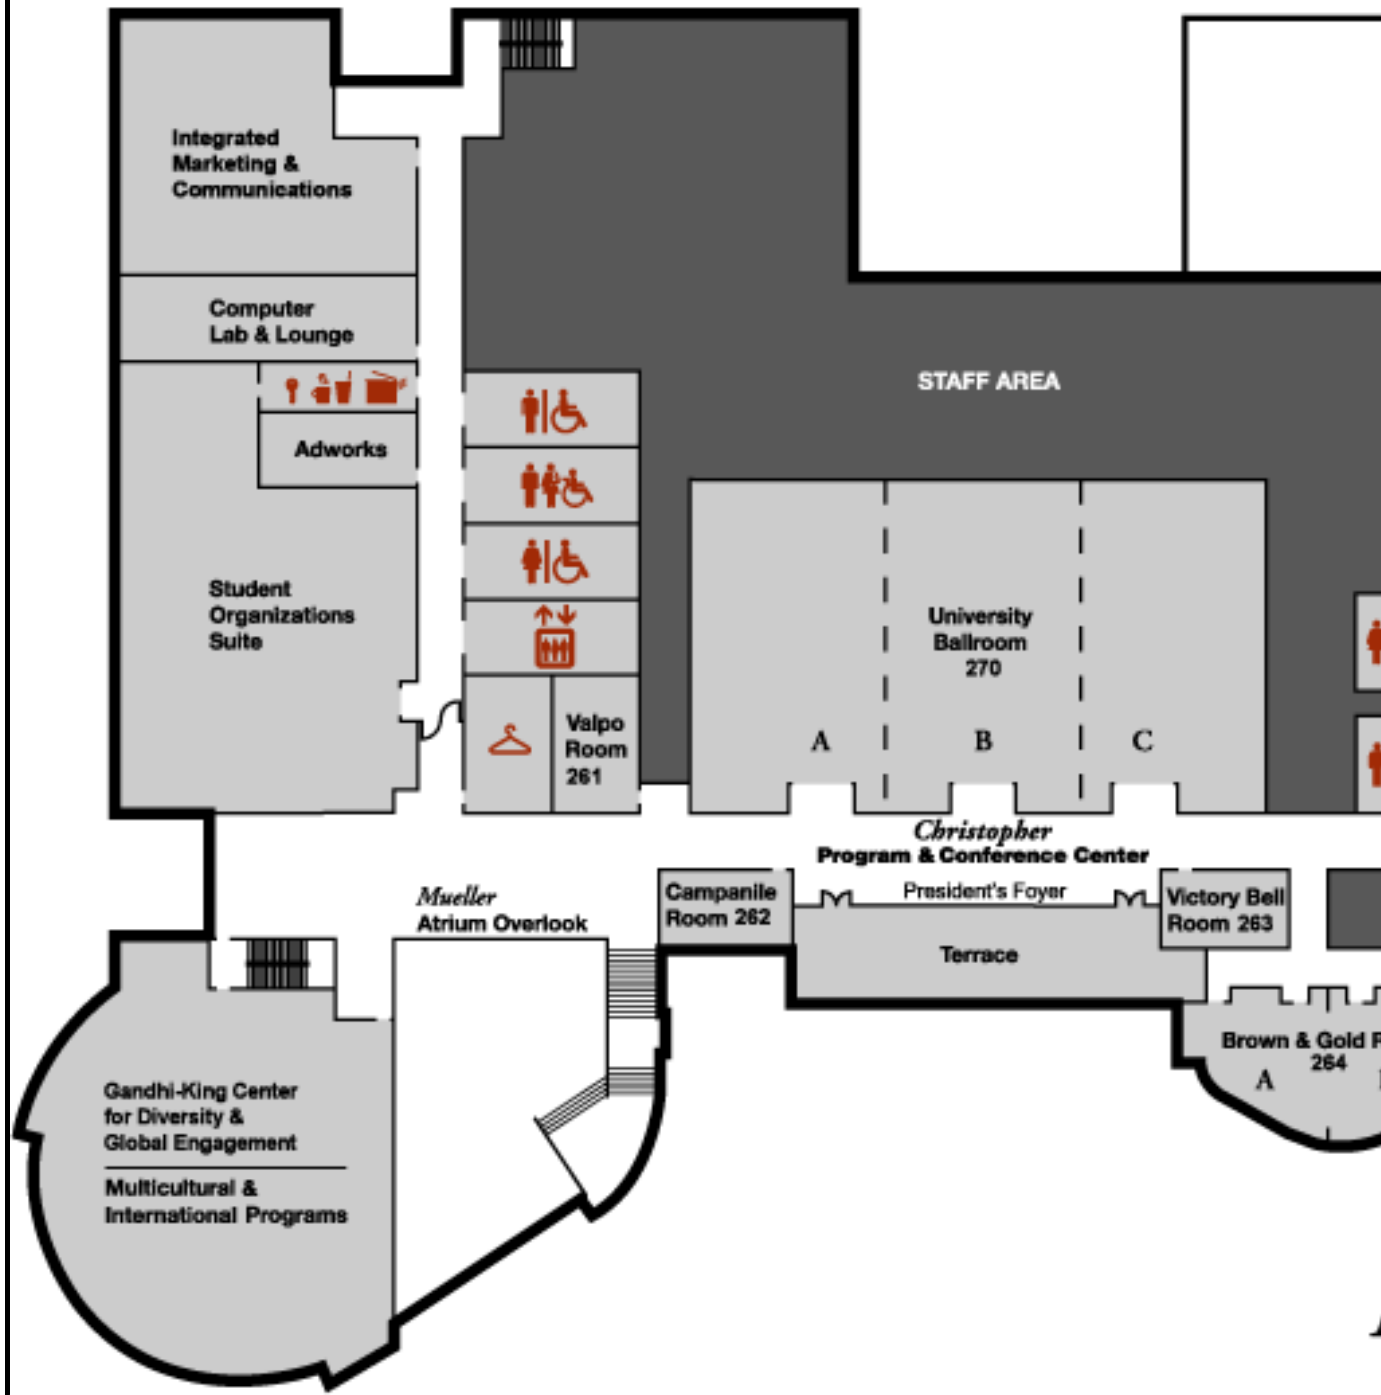 Integrated
Marketing &
Communications
Computer
Lab & Lounge
Adworks
Student
Organizations
Suite
STAFF AREA
University
Ballroom
270
A
B
C
Valpo
Room
261
Christopher
Program & Conference Center
President's Foyer
Mueller
Atrium Overlook
Campanile
Room 262
Victory Bell
Room 263
Terrace
Brown & Gold
264
A
Gandhi-King Center
for Diversity &
Global Engagement
Multicultural &
International Programs